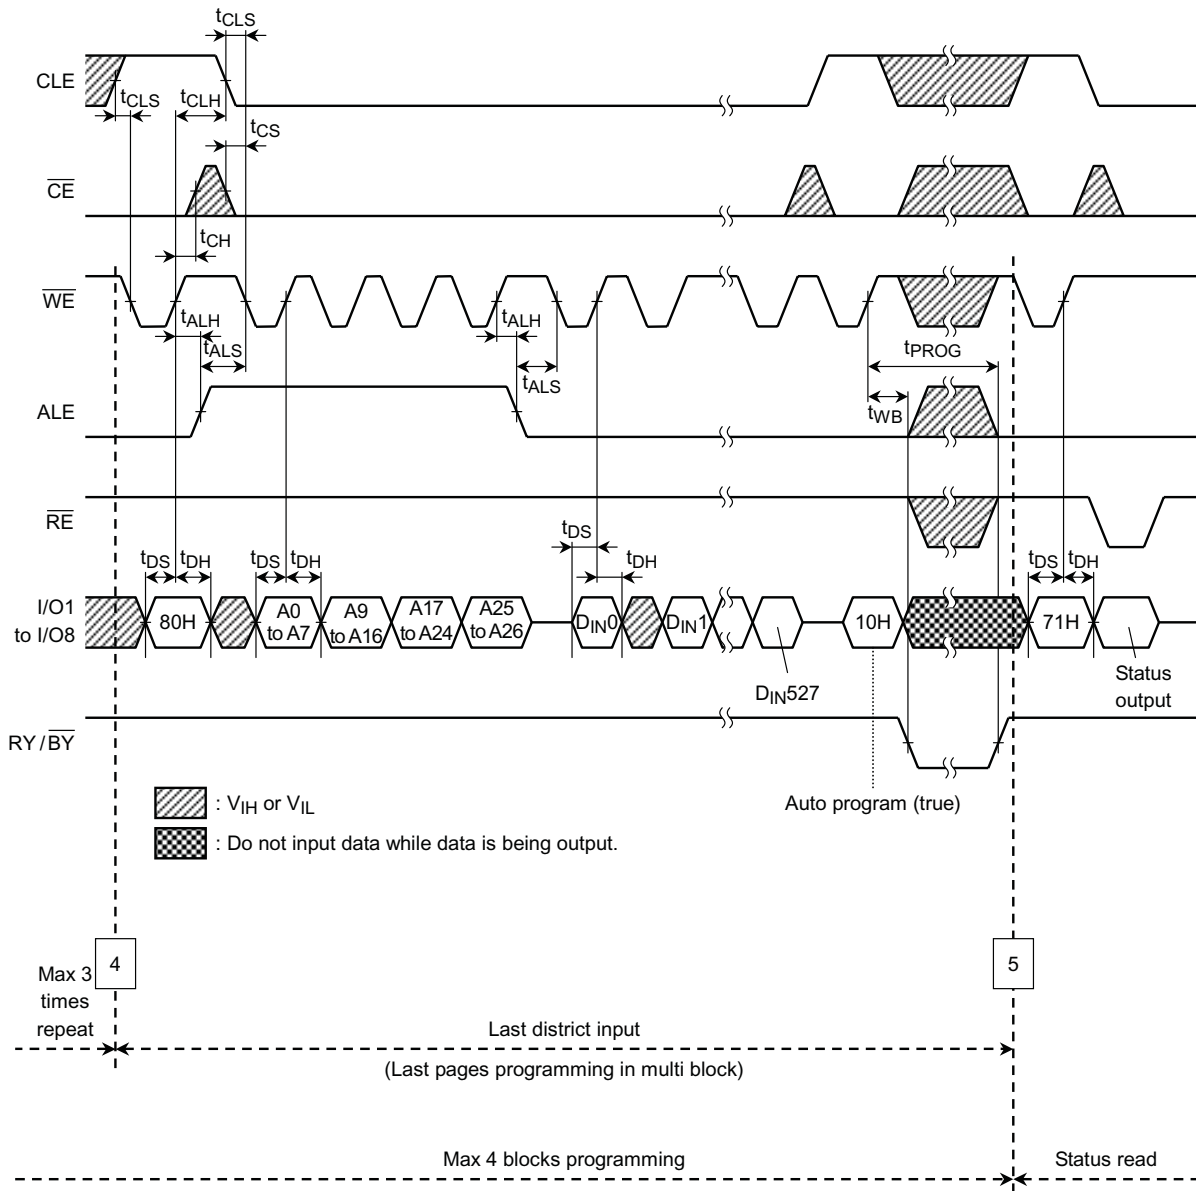 tCLS
CLE
tCLS
tCLH
tCS
CE
tCH
WE
tALH
tALH
tALS
tPROG
tALS
ALE
tWB
RE
tDS
tDS
tDH
tDS
tDH
tDH
tDS
tDH
I/O1
to I/O8
80H
A0
to A7
A9
to A16
A17
to A24
A25
to A26
DIN0
DIN1
10H
71H
DIN527
Status
output
RY/BY
: VIH or VIL
Auto program (true)
: Do not input data while data is being output.
4
5
Max 3
times
repeat
Last district input
(Last pages programming in multi block)
Max 4 blocks programming
Status read